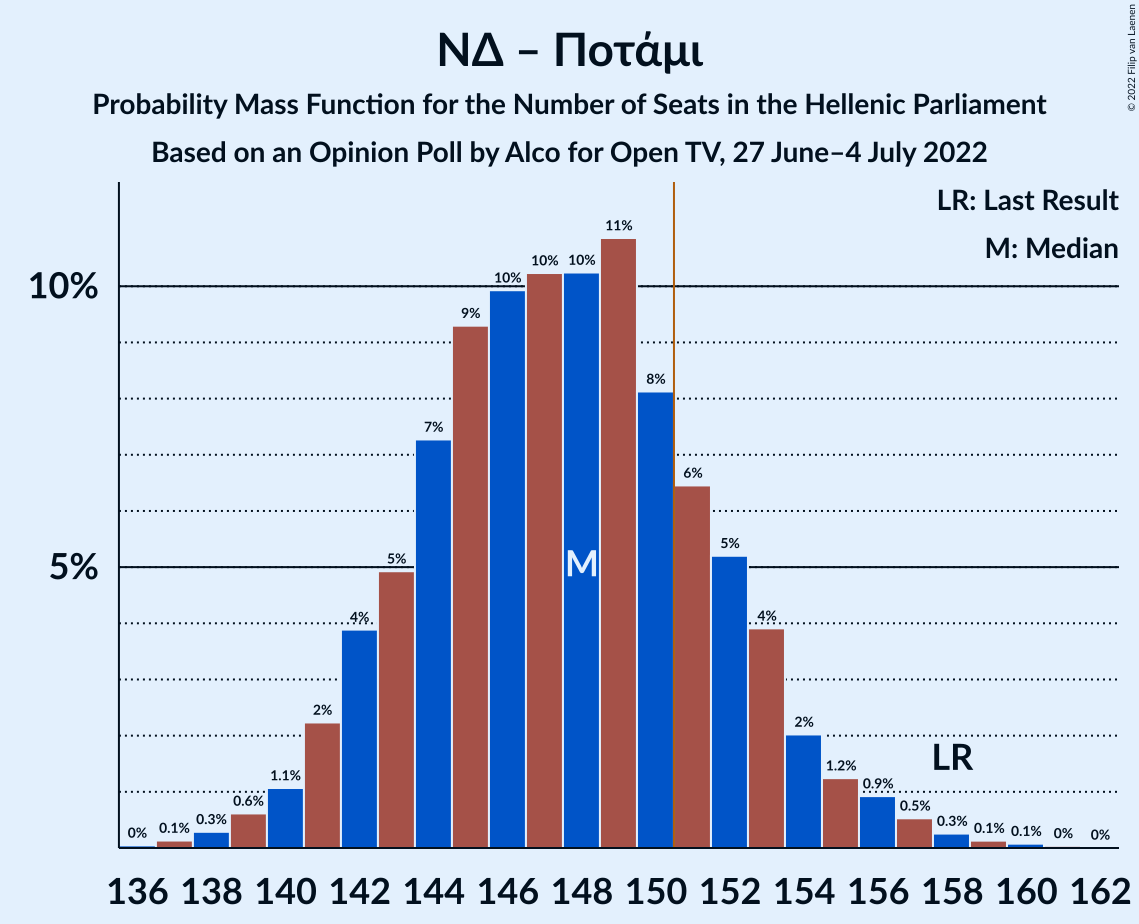 ΝΔ – Ποτάμι
Probability Mass Function for the Number of Seats in the Hellenic Parliament
Based on an Opinion Poll by Alco for Open TV, 27 June–4 July 2022
© 2022 Filip van Laenen
LR: Last Result
M: Median
10%
5%
0% 0.1% 0.3% 0.6% 1.1% 2% 4% 5% 7% 9% 10% 10% 10% 11% 8% 6% 5% 4% 2% 1.2% 0.9% 0.5% 0.3% 0.1% 0.1% 0% 0%
M
LR
136 138 140 142 144 146 148 150 152 154 156 158 160 162